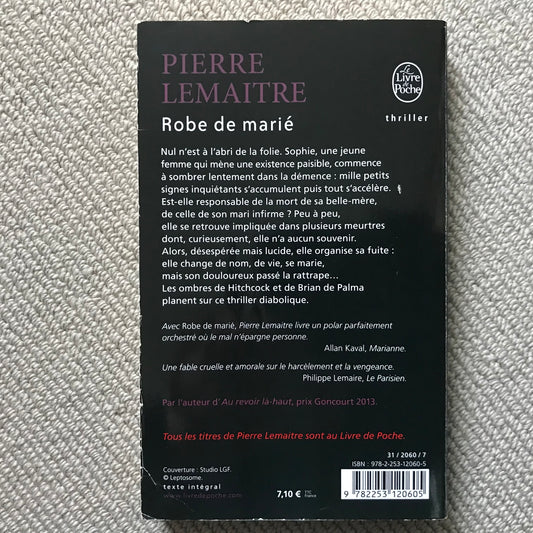 PIERRE
LEMAITRE
Le
LIVRE
de
POCHE
Robe de marié
thriller
Nul n'est à l'abri de la folie. Sophie, une jeune
femme qui mène une existence paisible, commence
à sombrer lentement dans la démence : mille petits
signes inquiétants s'accumulent puis tout s'accélère.
Est-elle responsable de la mort de sa belle-mère,
de celle de son mari infirme ? Peu à peu,
elle se retrouve impliquée dans plusieurs meurtres
dont, curieusement, elle n'a aucun souvenir.
Alors, désespérée mais lucide, elle organise sa fuite :
elle change de nom, de vie, se marie,
mais son douloureux passé la rattrape…
Les ombres de Hitchcock et de Brian de Palma
planent sur ce thriller diabolique.
Avec Robe de marié, Pierre Lemaitre livre un polar parfaitement
orchestré où le mal n'épargne personne.
Allan Kaval, Marianne.
Une fable cruelle et amorale sur le harcèlement et la vengeance.
Philippe Lemaire, Le Parisien.
Par l'auteur d'Au revoir là-haut, prix Goncourt 2013.
Tous les titres de Pierre Lemaitre sont au Livre de Poche.
31 / 2060 / 7
ISBN : 978-2-253-12060-5
Couverture : Studio LGF.
© Leptosome.
texte intégral
www.livredepoche.com
7,10 €
France
9 782253 120605